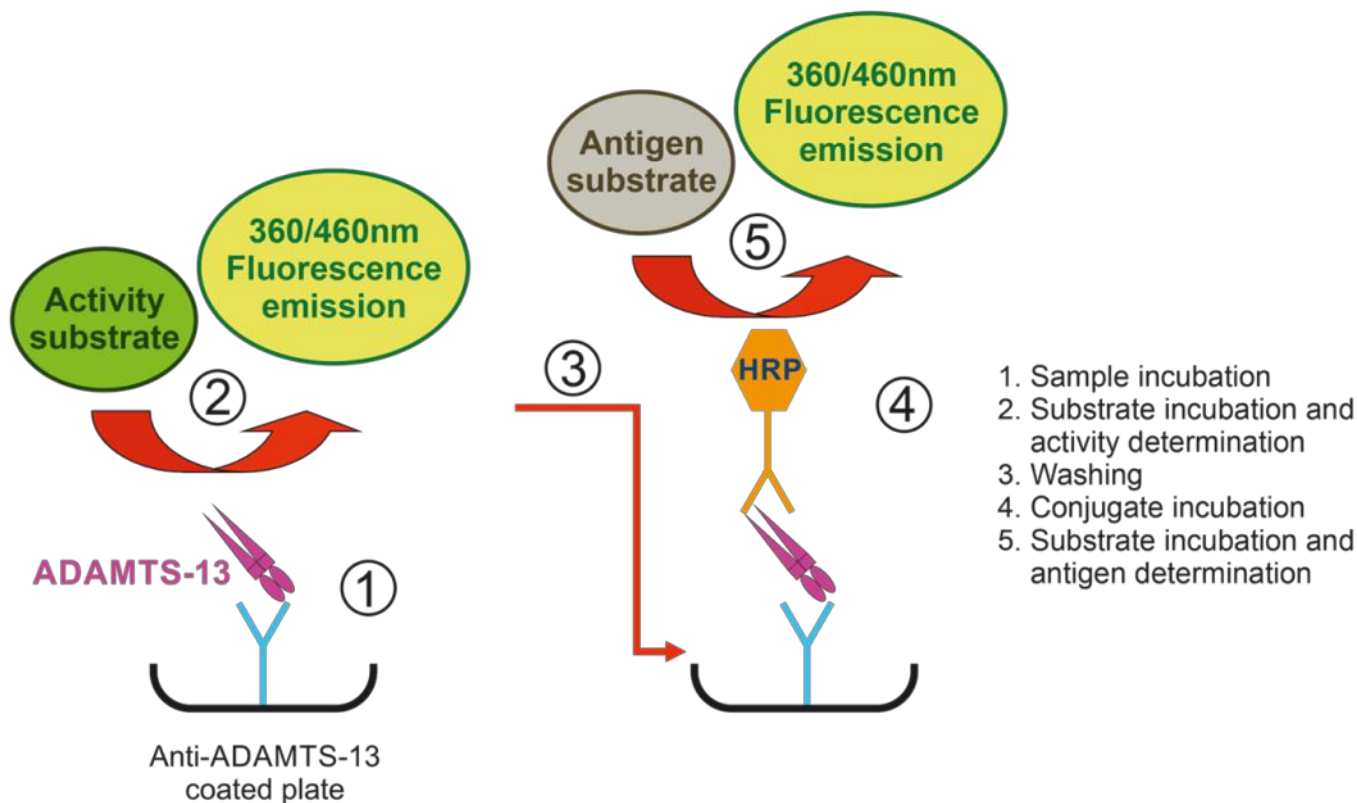 Activity
substrate
360/460nm
Fluorescence
emission
2
ADAMTS-13
1
Anti-ADAMTS-13
coated plate
3
Antigen
substrate
360/460nm
Fluorescence
emission
5
HRP
4
1. Sample incubation
2. Substrate incubation and
activity determination
3. Washing
4. Conjugate incubation
5. Substrate incubation and
antigen determination